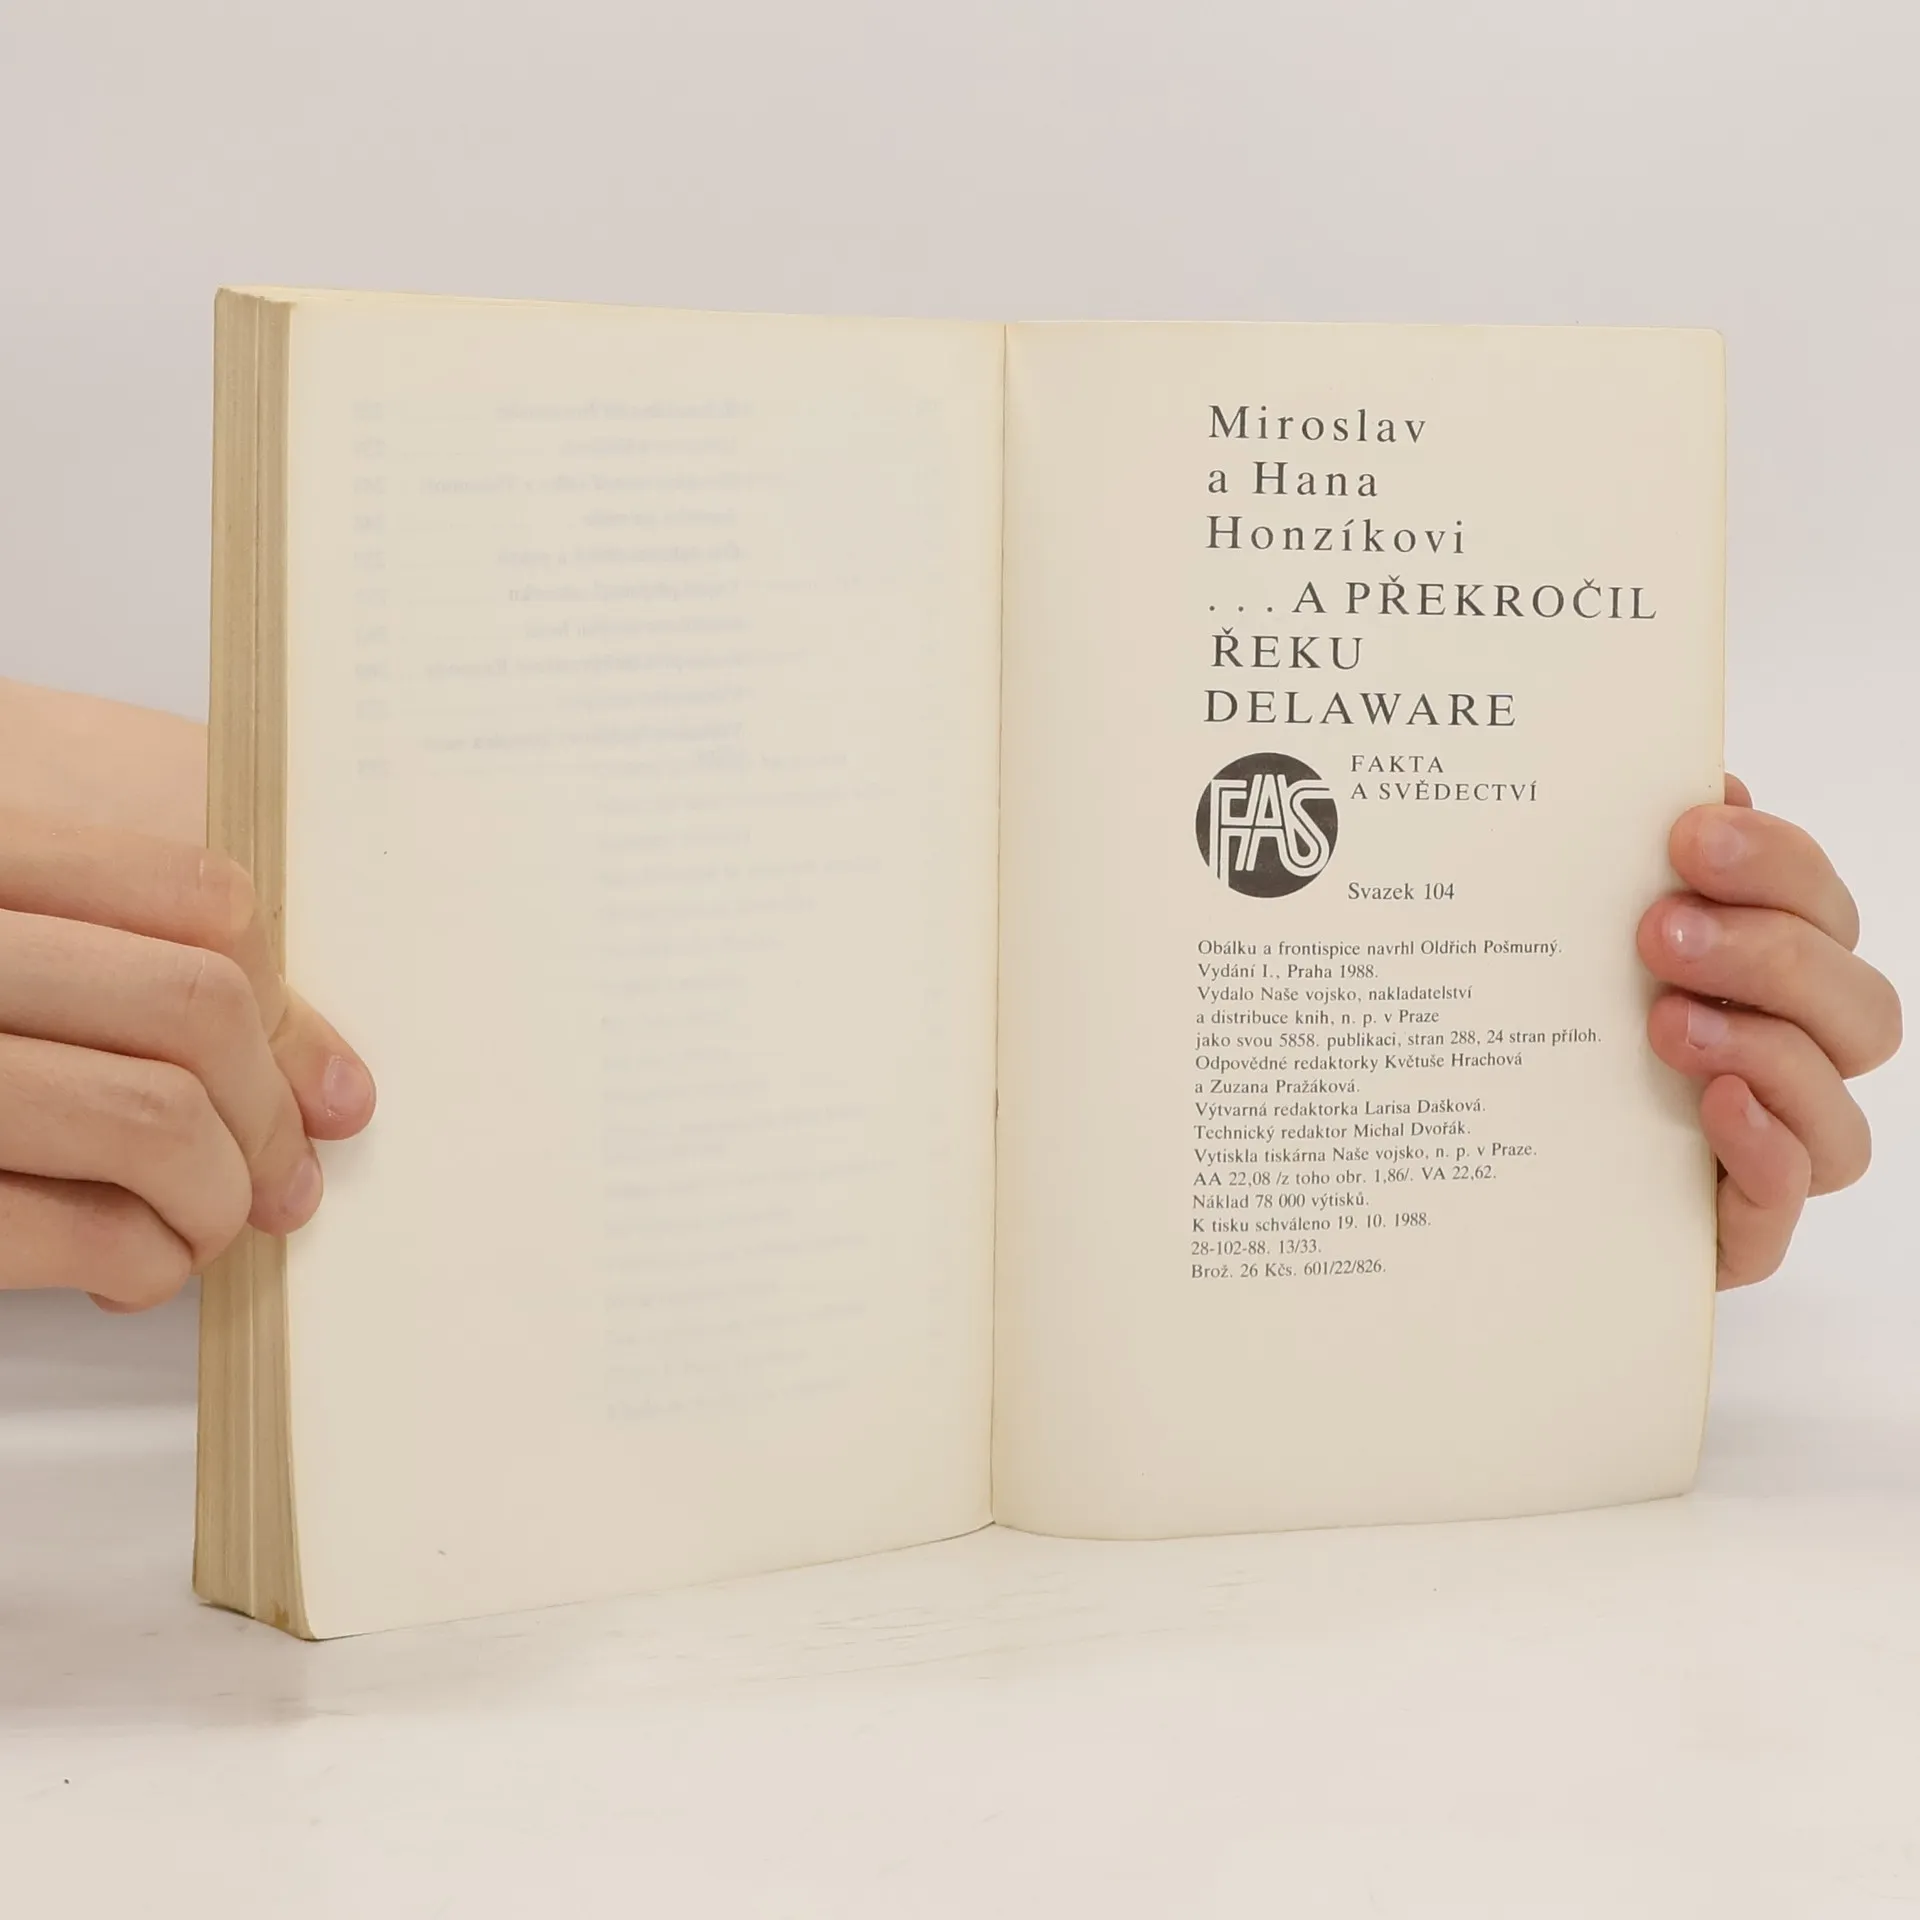 Miroslav
a Hana
Honzíkovi
...A PŘEKROČIL
ŘEKU
DELAWARE
FAS
FAKTA
A SVĚDECTVÍ
Svazek 104
Obálku a frontispice navrhl Oldřich Pošmurný.
Vydání I., Praha 1988.
Vydalo Naše vojsko, nakladatelství
a distribuce knih, n. p. v Praze
jako svou 5858. publikaci, stran 288, 24 stran příloh.
Odpovědné redaktorky Květuše Hrachová
a Zuzana Pražáková.
Výtvarná redaktorka Larisa Dašková.
Technický redaktor Michal Dvořák.
Vytiskla tiskárna Naše vojsko, n. p. v Praze.
AA 22,08 /z toho obr. 1,86/. VA 22,62.
Náklad 78 000 výtisků.
K tisku schváleno 19. 10. 1988.
28-102-88. 13/33.
Brož. 26 Kčs. 601/22/826.